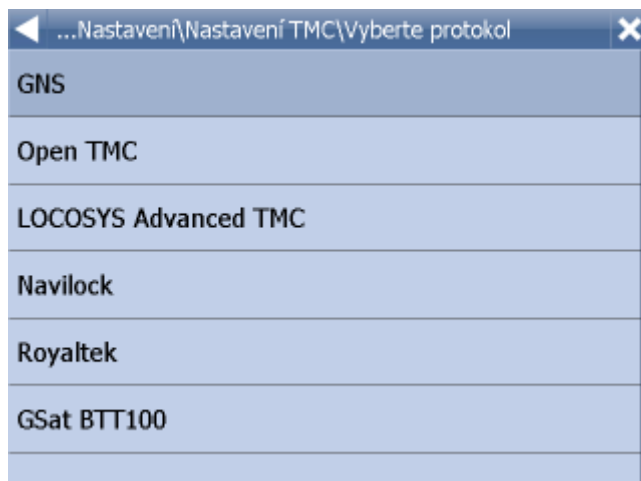 ...Nastavení\Nastavení TMC\Vyberte protokol
GNS
Open TMC
LOCOSYS Advanced TMC
Navilock
Royaltek
GSat BTT100